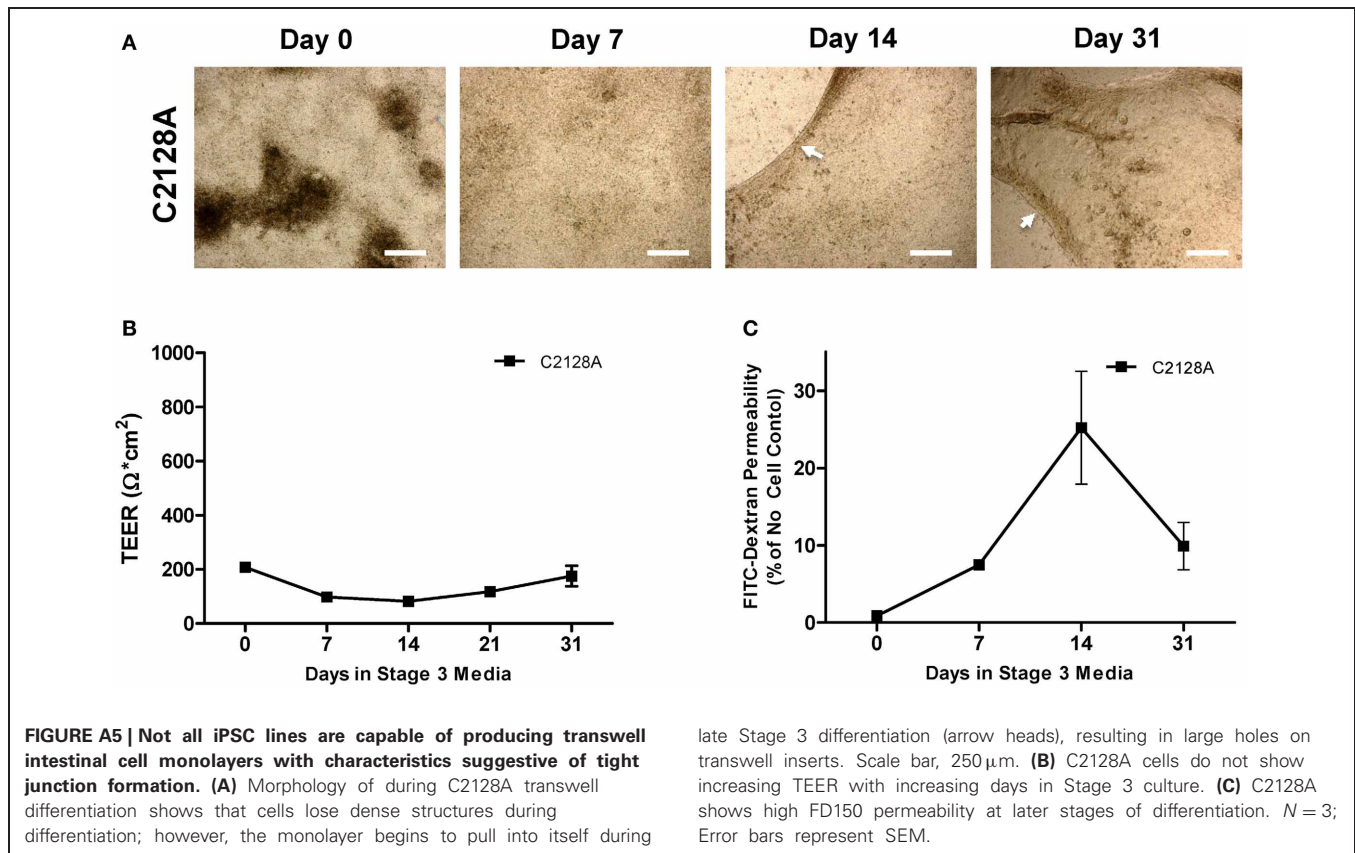 A
Day 0
Day 7
Day 14
Day 31
C2128A
B
TEER (Ω*cm²)
1000
800
600
400
200
0
C2128A
0 7 14 21 31
Days in Stage 3 Media
C
FITC-Dextran Permeability
(% of No Cell Contol)
30
20
10
0
C2128A
0 7 14 31
Days in Stage 3 Media
FIGURE A5 | Not all iPSC lines are capable of producing transwell
intestinal cell monolayers with characteristics suggestive of tight
junction formation. (A) Morphology of during C2128A transwell
differentiation shows that cells lose dense structures during
differentiation; however, the monolayer begins to pull into itself during
late Stage 3 differentiation (arrow heads), resulting in large holes on
transwell inserts. Scale bar, 250 µm. (B) C2128A cells do not show
increasing TEER with increasing days in Stage 3 culture. (C) C2128A
shows high FD150 permeability at later stages of differentiation. N = 3;
Error bars represent SEM.